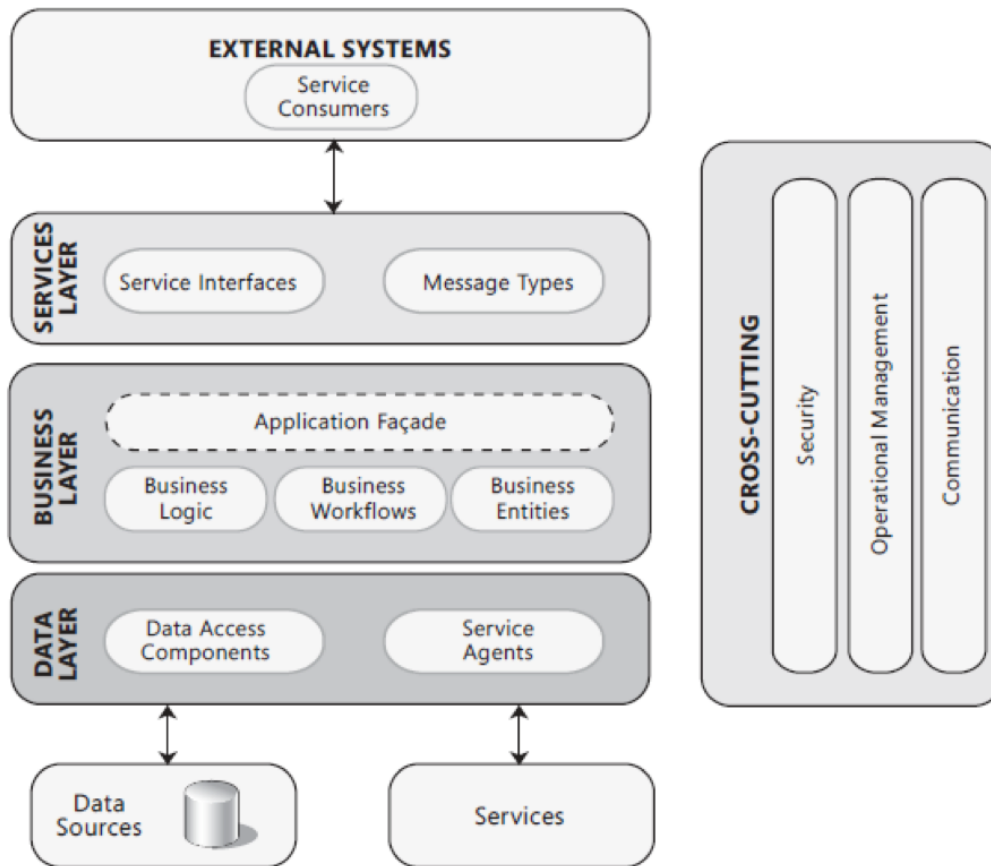 EXTERNAL SYSTEMS
Service
Consumers
SERVICES
LAYER
Service Interfaces
Message Types
BUSINESS
LAYER
Application Façade
Business
Logic
Business
Workflows
Business
Entities
DATA
LAYER
Data Access
Components
Service
Agents
Data
Sources
Services
CROSS-CUTTING
Security
Operational Management
Communication